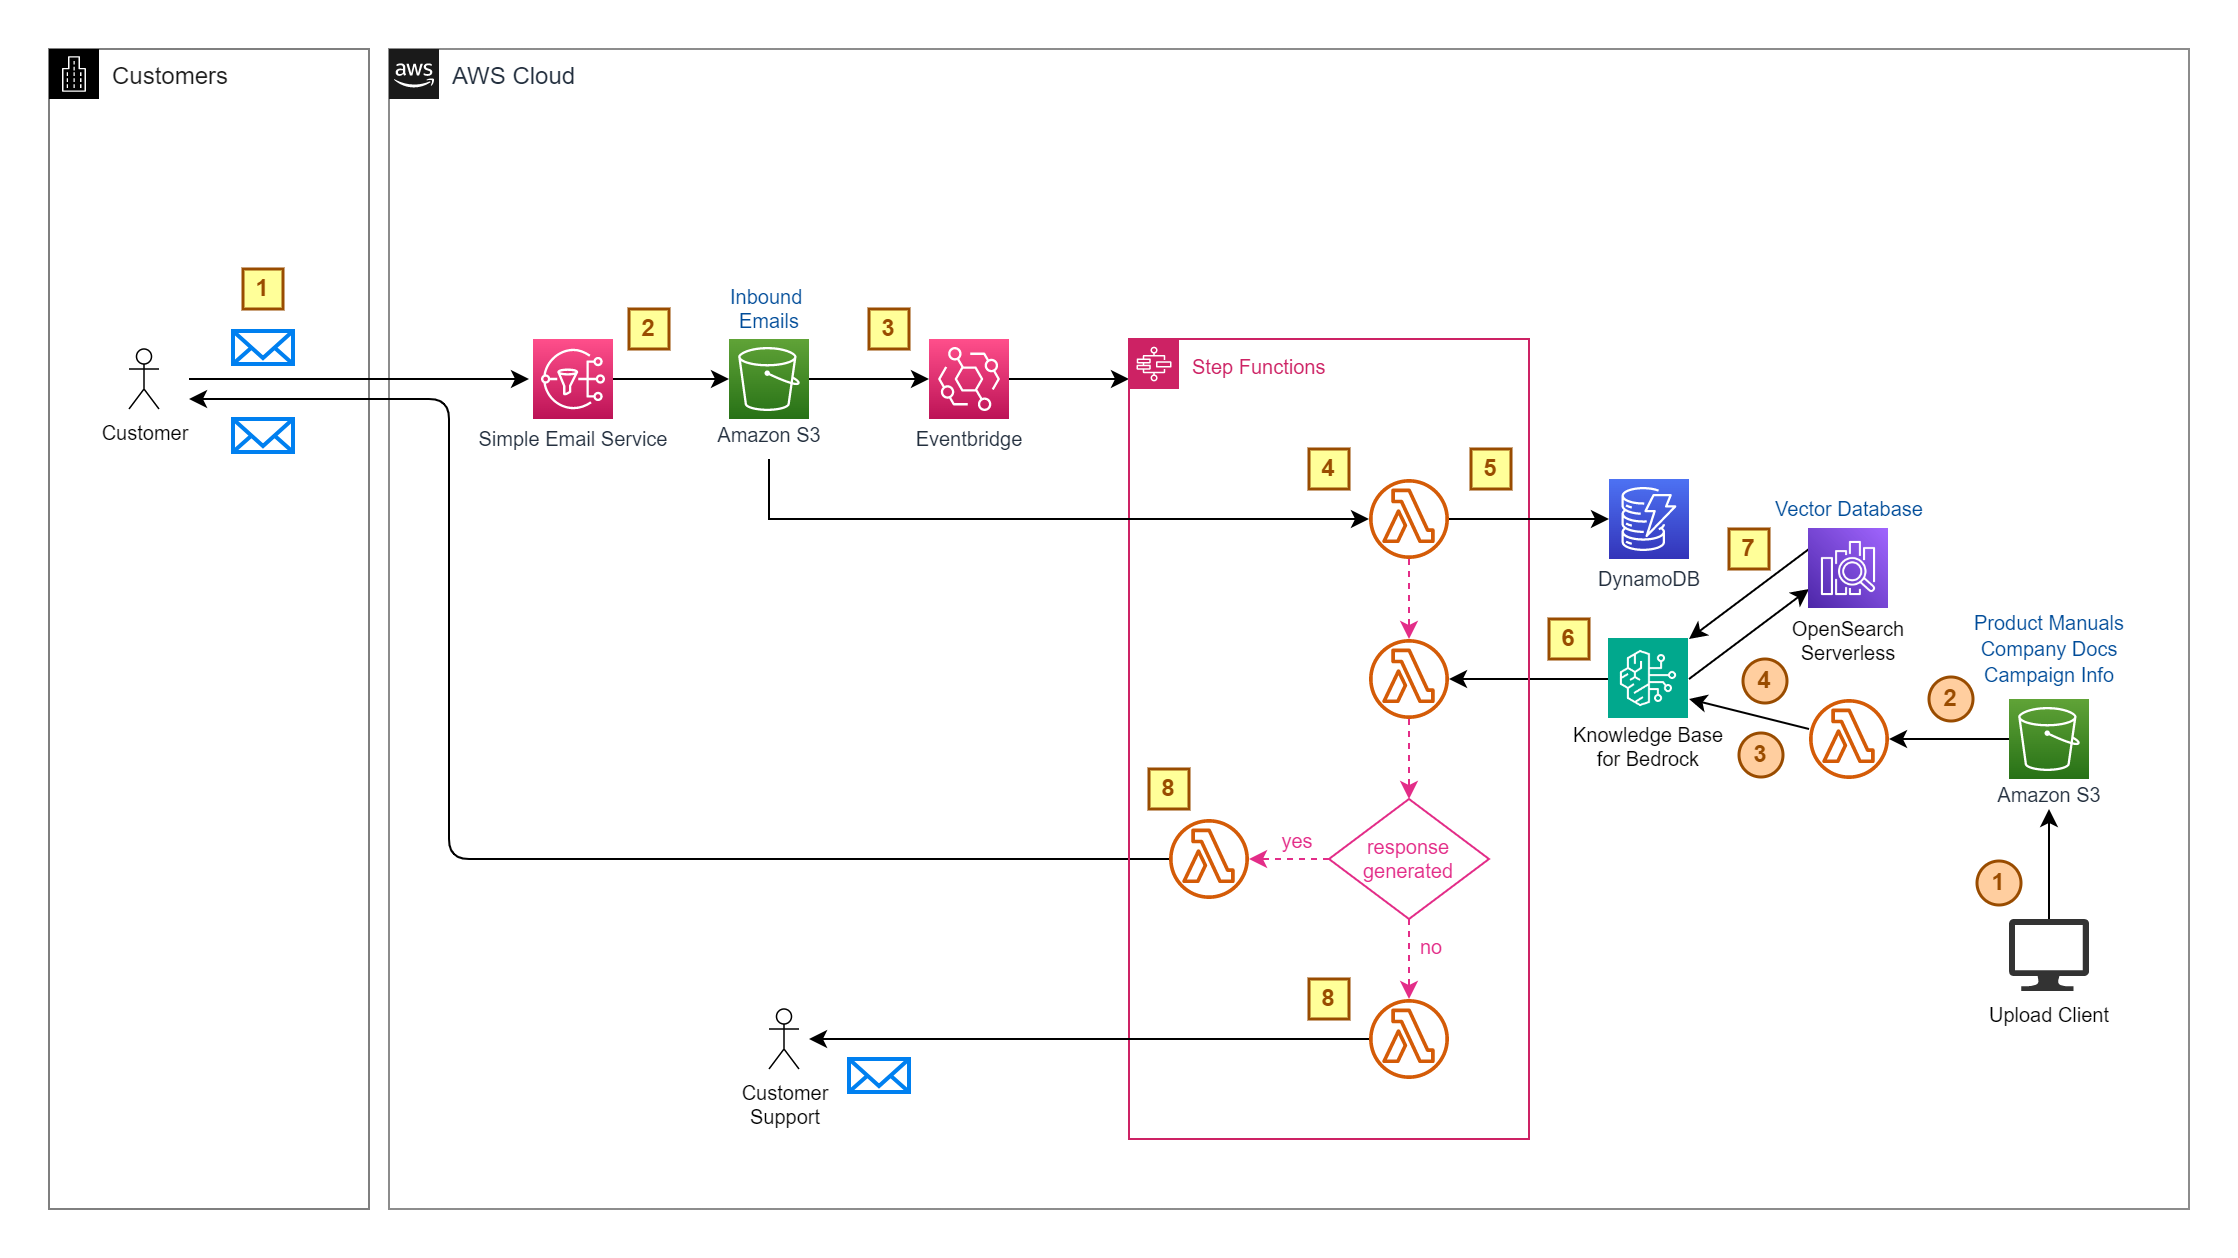 Customers
aws
AWS Cloud
1
2
Inbound
Emails
3
Customer
Simple Email Service
Amazon S3
Eventbridge
Step Functions
4
5
DynamoDB
Vector Database
7
OpenSearch
Serverless
6
Knowledge Base
for Bedrock
4
3
2
Product Manuals
Company Docs
Campaign Info
Amazon S3
1
Upload Client
8
yes
response
generated
no
8
Customer
Support